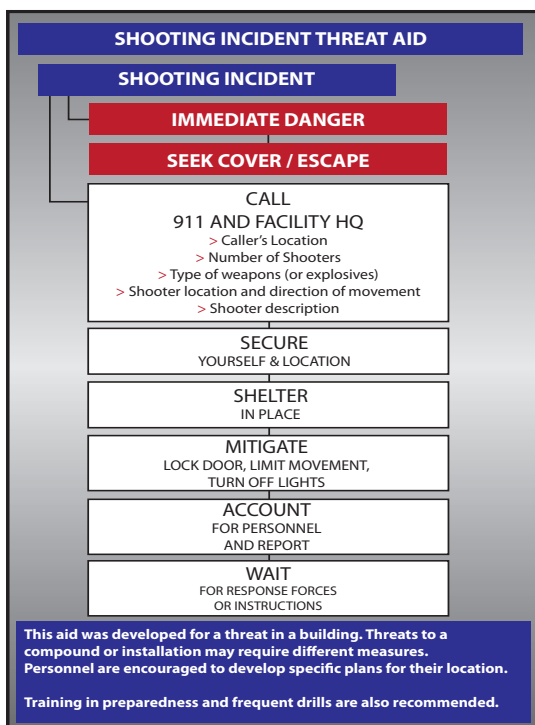 SHOOTING INCIDENT THREAT AID
SHOOTING INCIDENT
IMMEDIATE DANGER
SEEK COVER / ESCAPE
CALL
911 AND FACILITY HQ
> Caller's Location
> Number of Shooters
> Type of weapons (or explosives)
> Shooter location and direction of movement
> Shooter description
SECURE
YOURSELF & LOCATION
SHELTER
IN PLACE
MITIGATE
LOCK DOOR, LIMIT MOVEMENT,
TURN OFF LIGHTS
ACCOUNT
FOR PERSONNEL
AND REPORT
WAIT
FOR RESPONSE FORCES
OR INSTRUCTIONS
This aid was developed for a threat in a building. Threats to a
compound or installation may require different measures.
Personnel are encouraged to develop specific plans for their location.
Training in preparedness and frequent drills are also recommended.